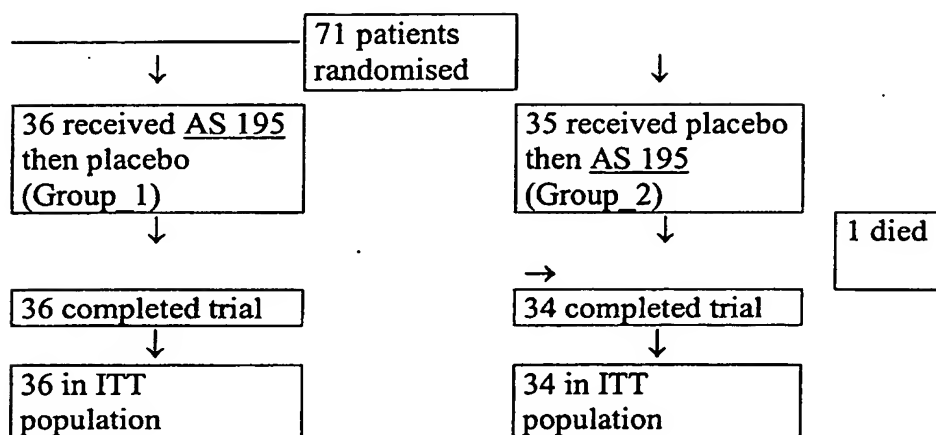 71 patients
randomised
↓ ↓
36 received AS 195
then placebo
(Group_1)
35 received placebo
then AS 195
(Group_2)
↓ ↓
1 died
→
36 completed trial
34 completed trial
↓ ↓
36 in ITT
population
34 in ITT
population